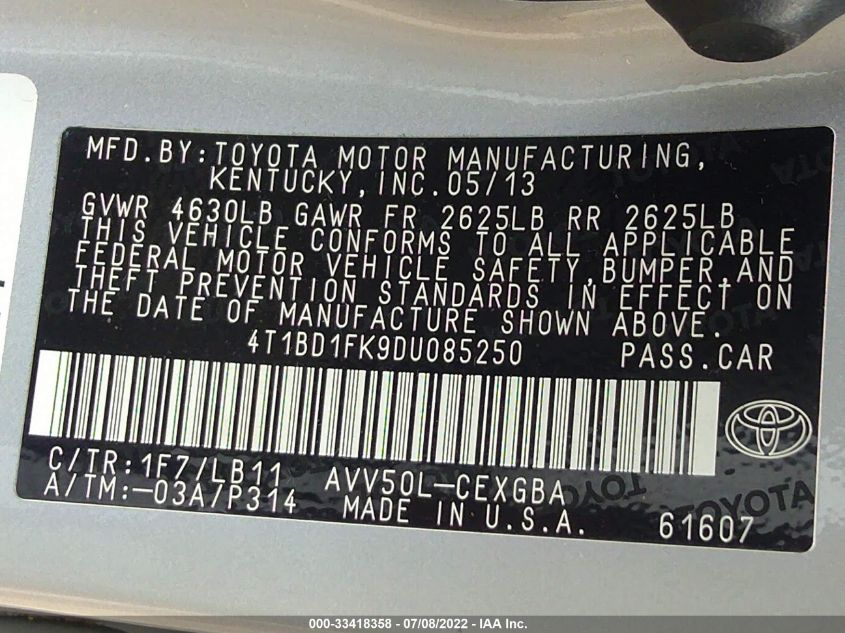 MFD.BY:TOYOTA MOTOR MANUFACTURING,
KENTUCKY,INC.05/13
GVWR 4630LB GAWR FR 2625LB RR 2625LB
THIS VEHICLE CONFORMS TO ALL APPLICABLE
FEDERAL MOTOR VEHICLE SAFETY,BUMPER,AND
THEFT PREVENTION STANDARDS IN EFFECT ON
THE DATE OF MANUFACTURE SHOWN ABOVE.
4T1BD1FK9DU085250 PASS.CAR
C/TR:1F7/LB11 AVV50L-CEXGBA
A/TM:-03A/P314 MADE IN U.S.A. 61607
TOYOTA
000-33418358 - 07/08/2022 - IAA Inc.